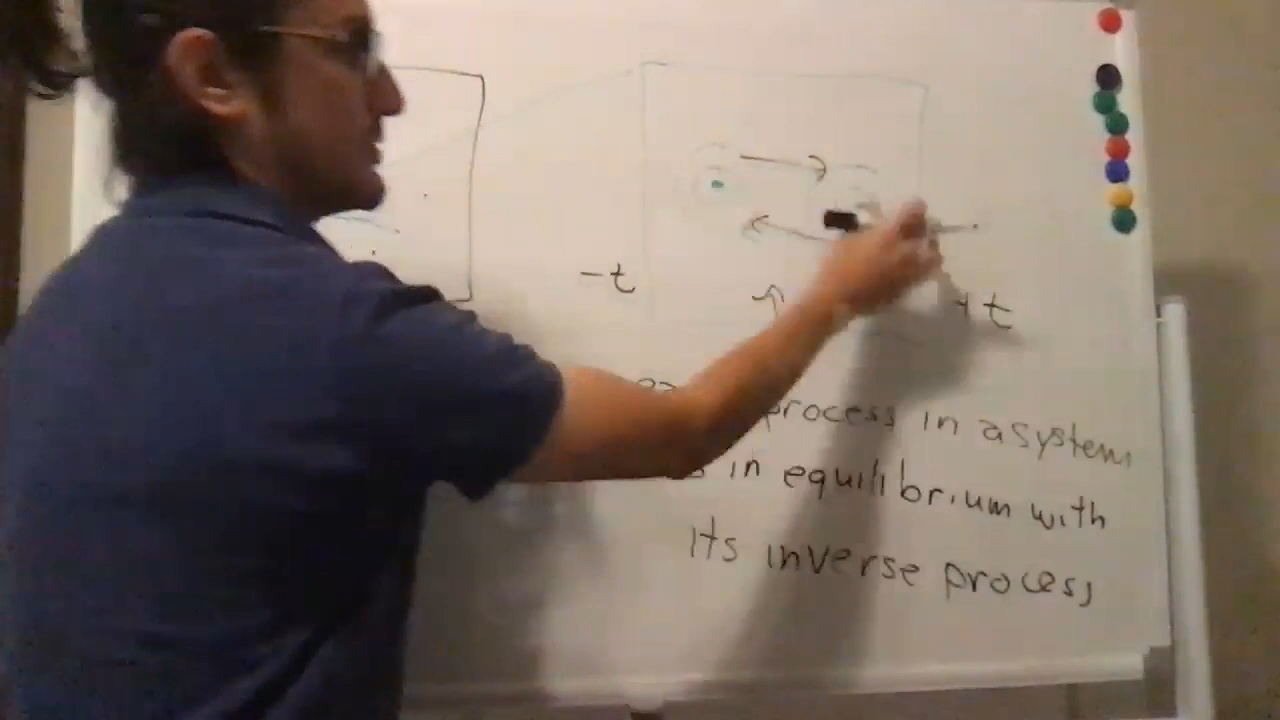 -t
+t
process in a system
in equilibrium with
its inverse process